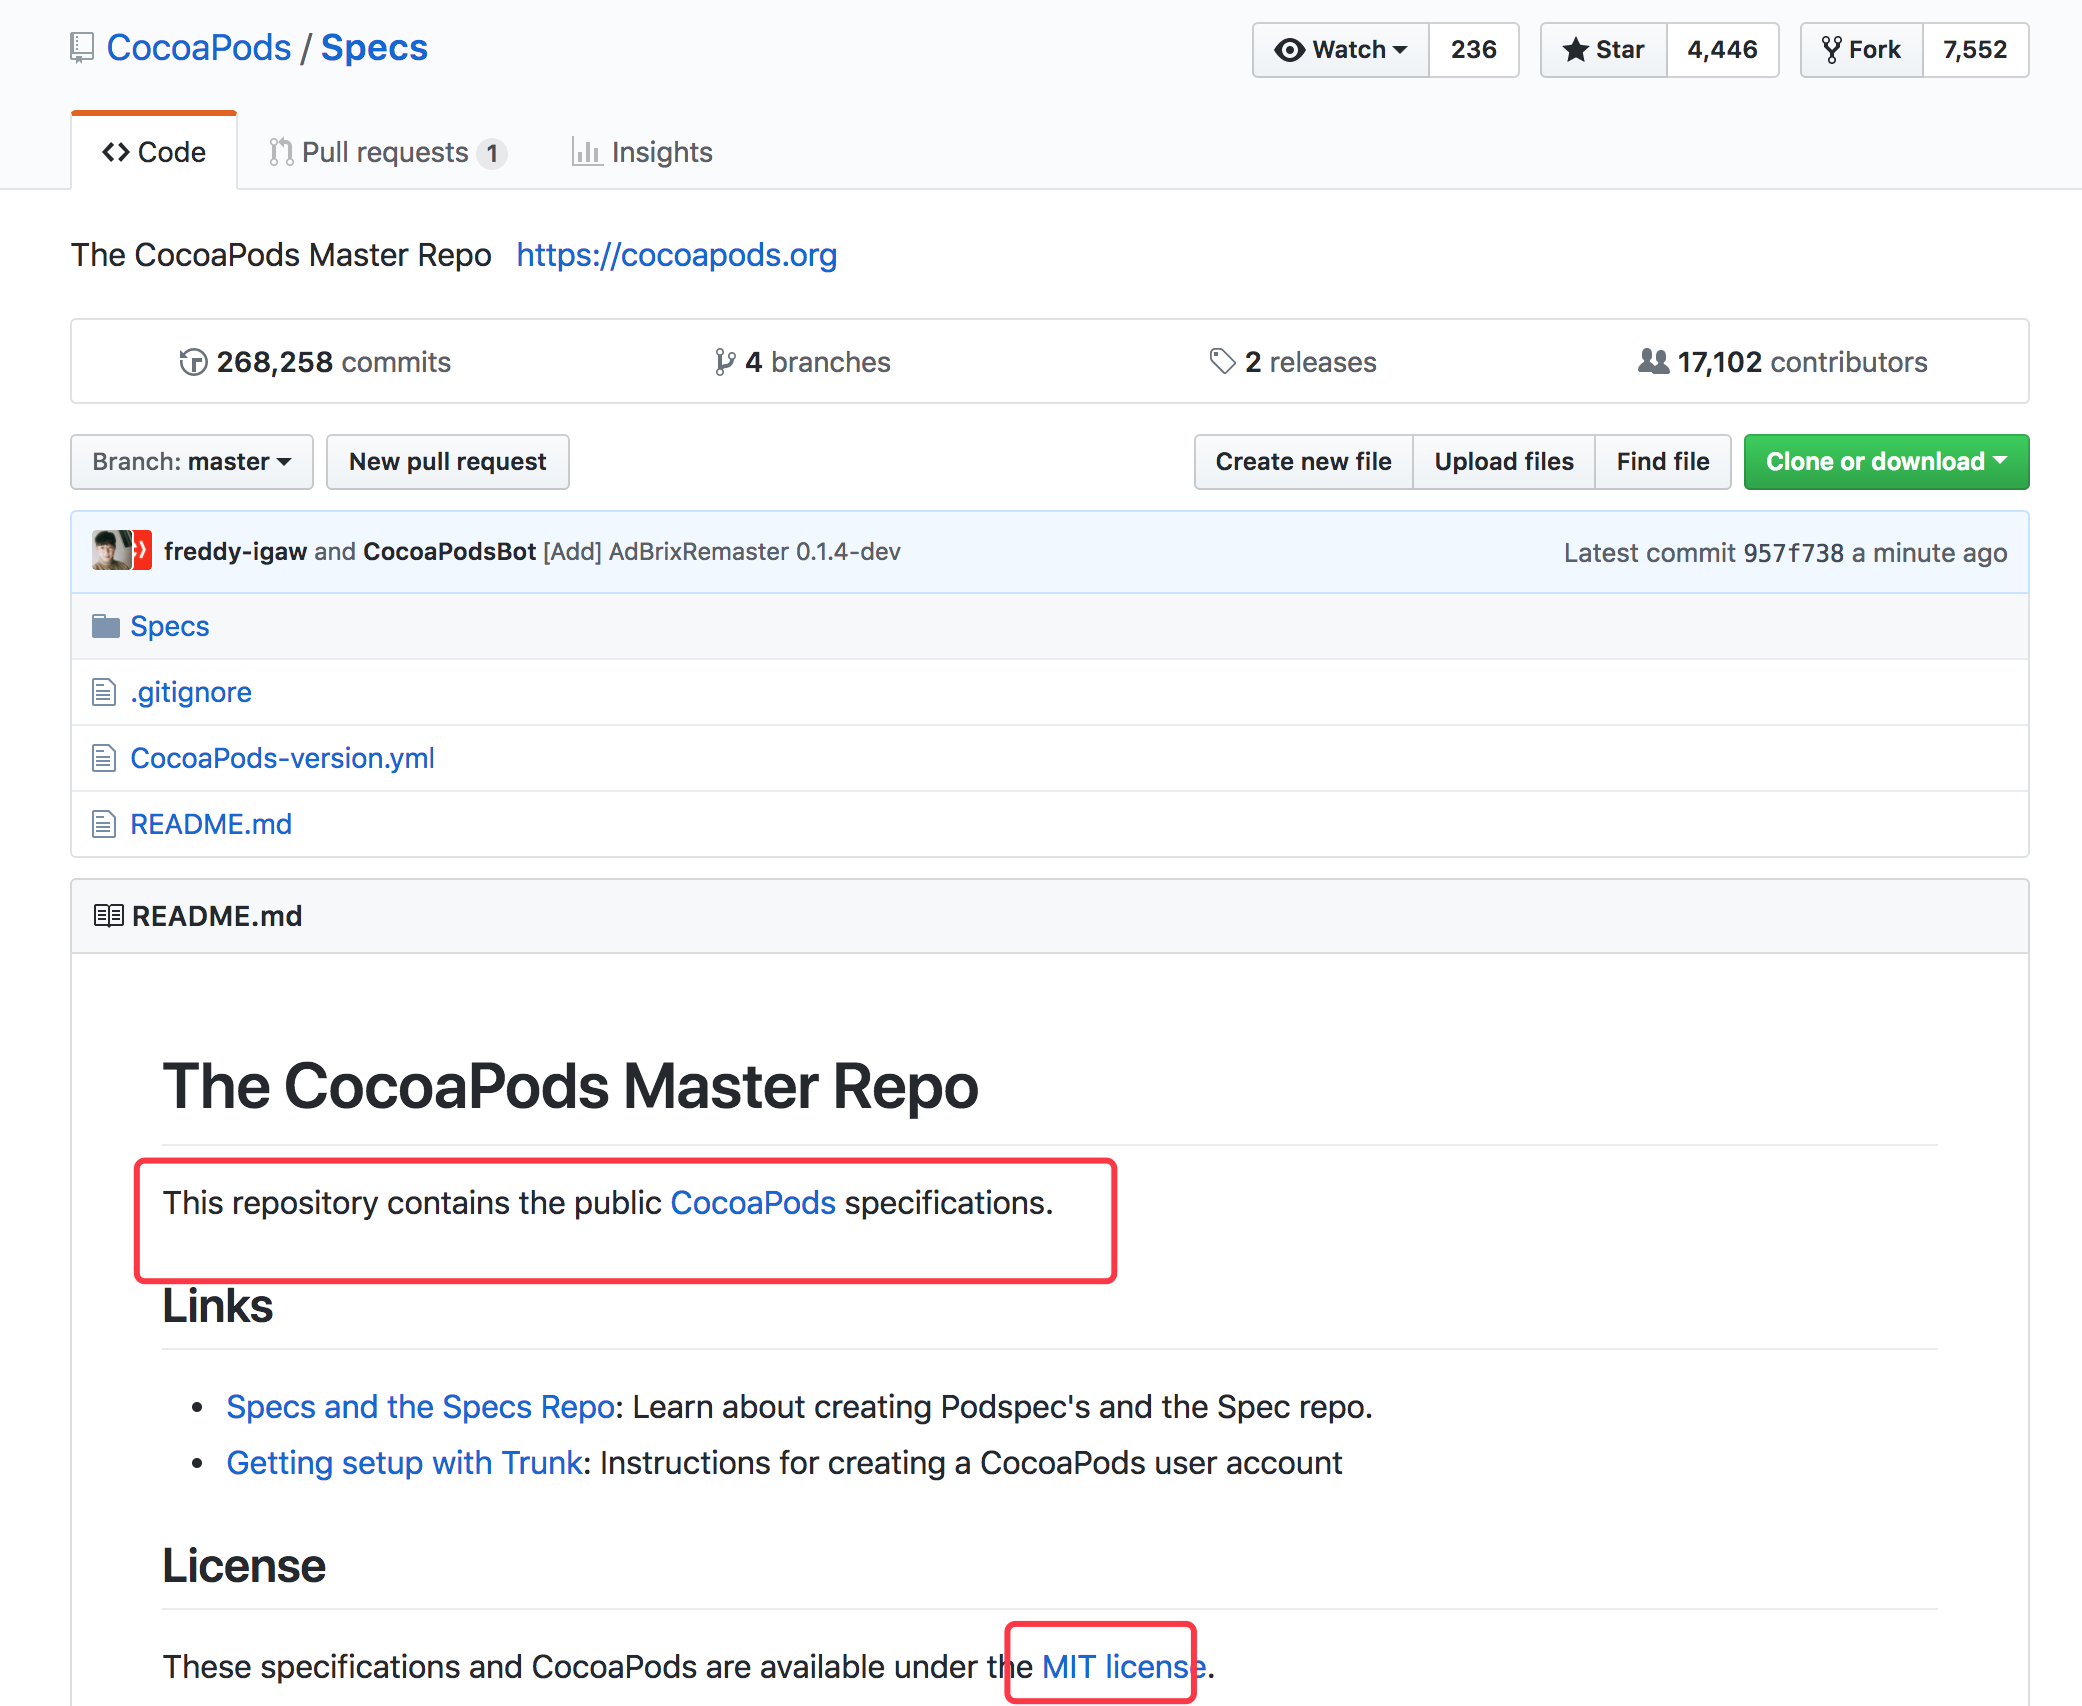 CocoaPods / Specs
Watch 236 Star 4,446 Fork 7,552
Code Pull requests 1 Insights
The CocoaPods Master Repo https://cocoapods.org
268,258 commits 4 branches 2 releases 17,102 contributors
Branch: master New pull request Create new file Upload files Find file Clone or download
freddy-igaw and CocoaPodsBot [Add] AdBrixRemaster 0.1.4-dev Latest commit 957f738 a minute ago
Specs
.gitignore
CocoaPods-version.yml
README.md
README.md
The CocoaPods Master Repo
This repository contains the public CocoaPods specifications.
Links
• Specs and the Specs Repo: Learn about creating Podspec's and the Spec repo.
• Getting setup with Trunk: Instructions for creating a CocoaPods user account
License
These specifications and CocoaPods are available under the MIT license.